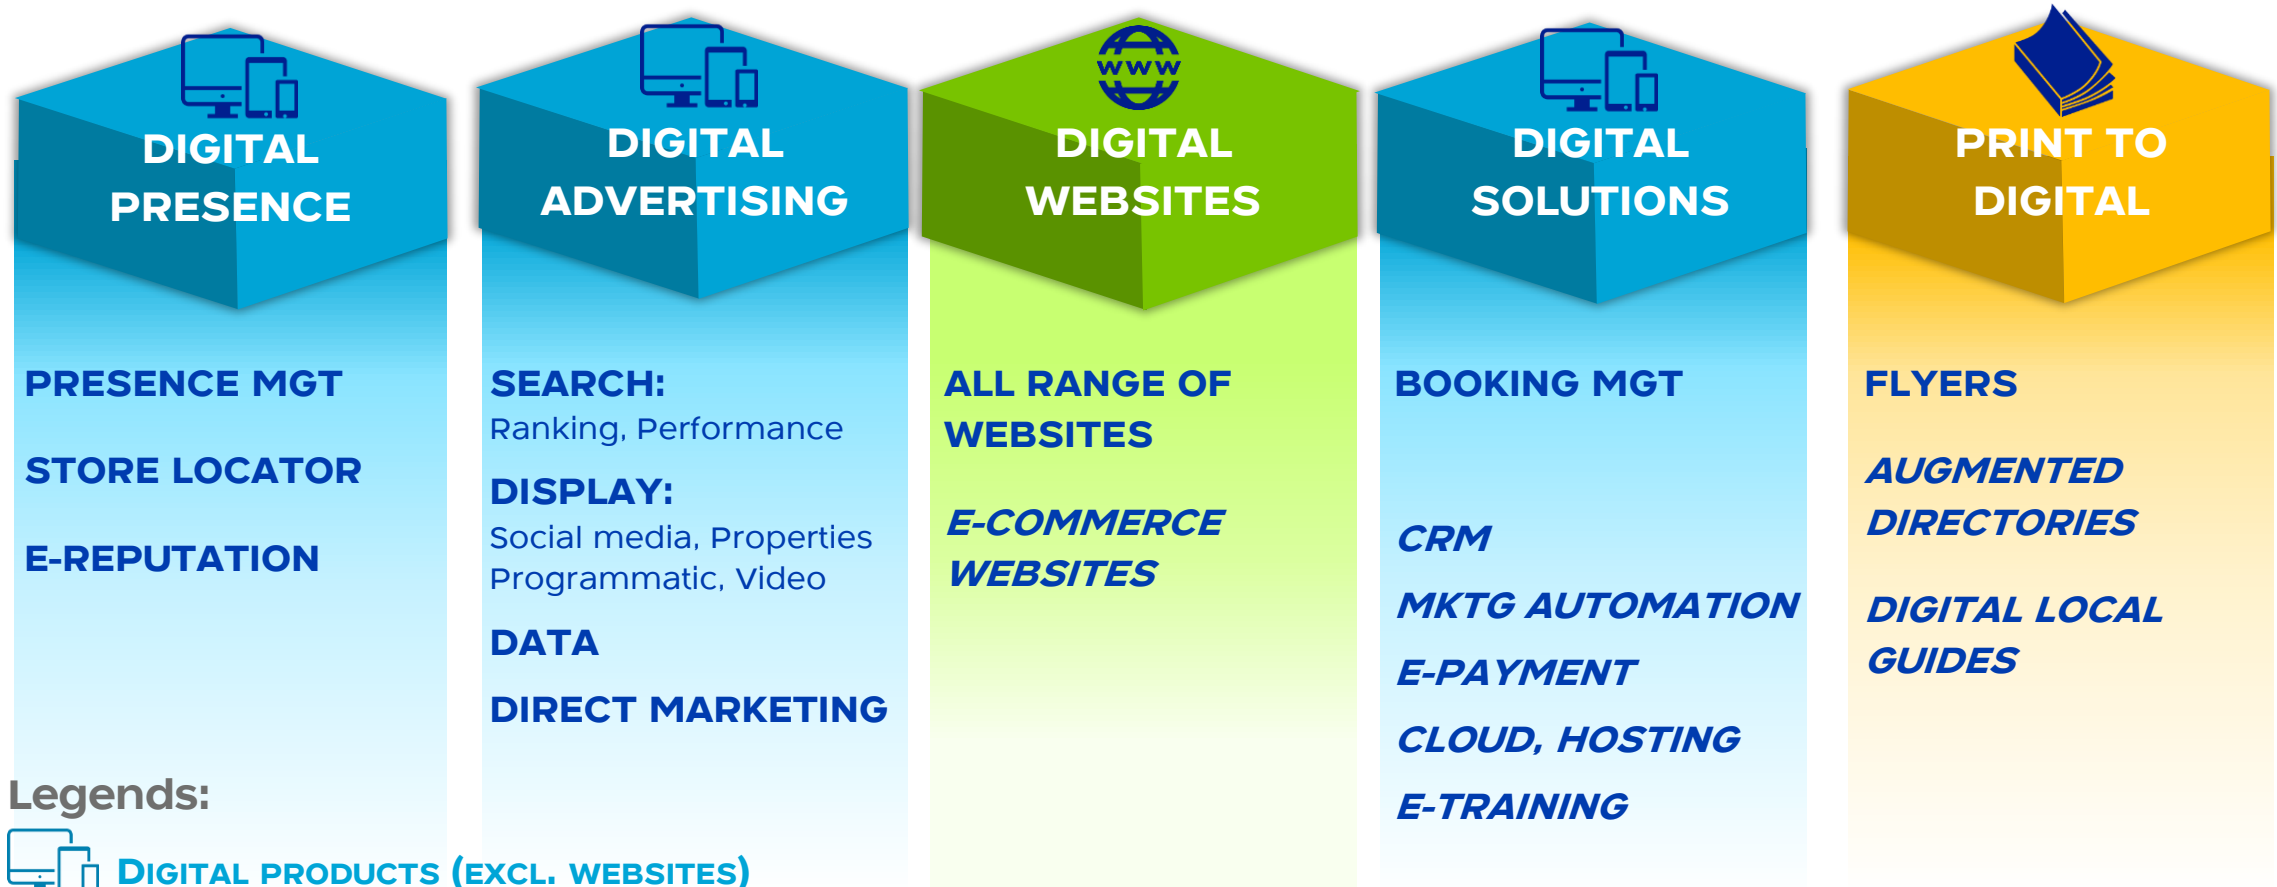 DIGITAL
PRESENCE
PRESENCE MGT
STORE LOCATOR
E-REPUTATION
DIGITAL
ADVERTISING
SEARCH:
Ranking, Performance
DISPLAY:
Social media, Properties
Programmatic, Video
DATA
DIRECT MARKETING
WWW
DIGITAL
WEBSITES
ALL RANGE OF
WEBSITES
E-COMMERCE
WEBSITES
DIGITAL
SOLUTIONS
BOOKING MGT
CRM
MKTG AUTOMATION
E-PAYMENT
CLOUD, HOSTING
E-TRAINING
PRINT TO
DIGITAL
FLYERS
AUGMENTED
DIRECTORIES
DIGITAL LOCAL
GUIDES
Legends:
DIGITAL PRODUCTS (EXCL. WEBSITES)